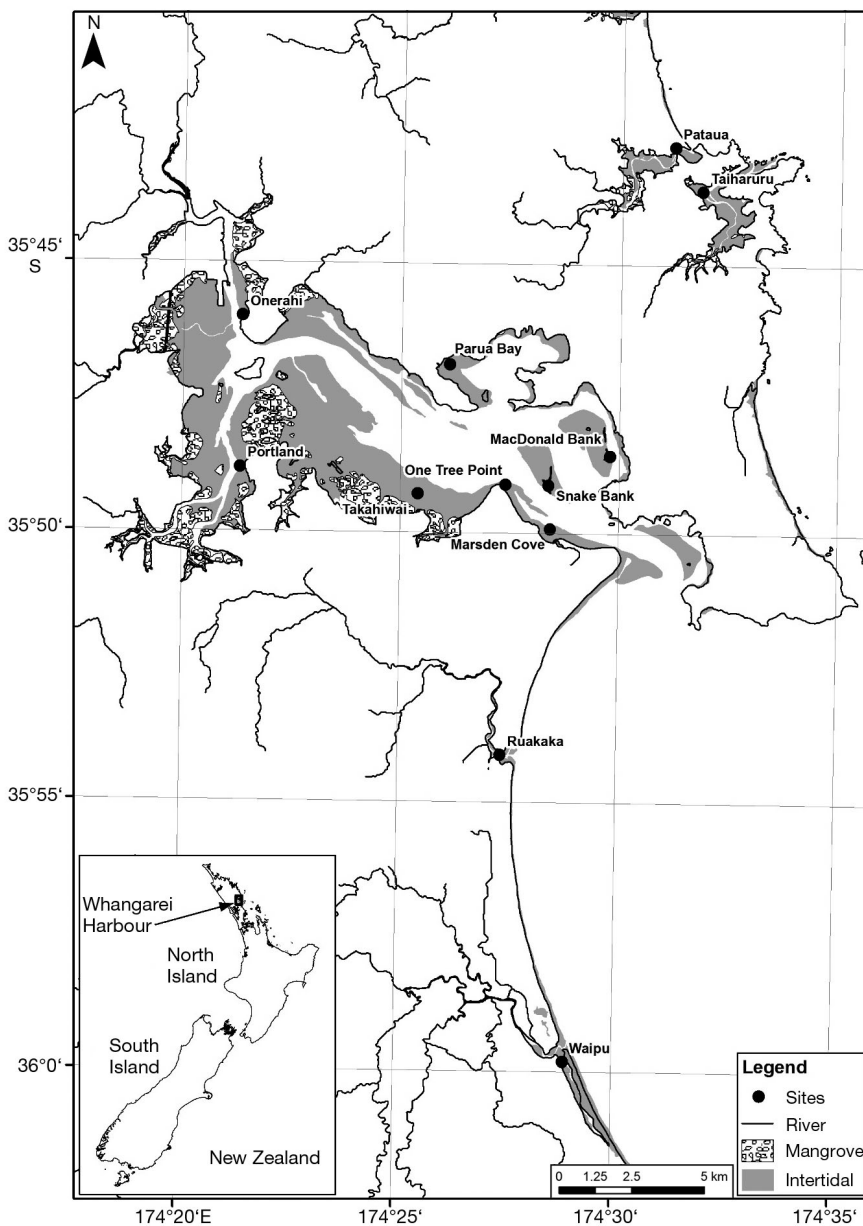 N
Pataua
Taiharuru
35°45'
S
Onerahi
Parua Bay
MacDonald Bank
Portland
One Tree Point
Snake Bank
Takahiwai
35°50'
Marsden Cove
Ruakaka
35°55'
Whangarei
Harbour
North
Island
South
Island
New Zealand
36°0'
Waipu
Legend
Sites
River
Mangrove
Intertidal
0 1.25 2.5 5 km
174°20'E 174°25' 174°30' 174°35'